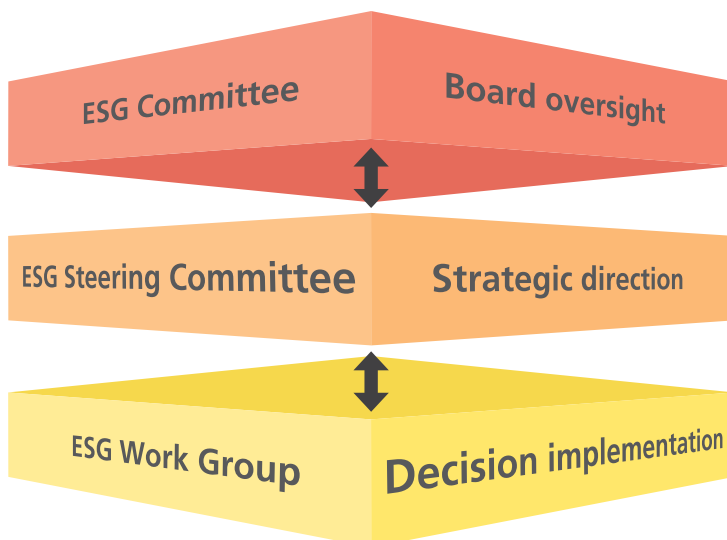 ESG Committee
Board oversight
ESG Steering Committee
Strategic direction
ESG Work Group
Decision implementation